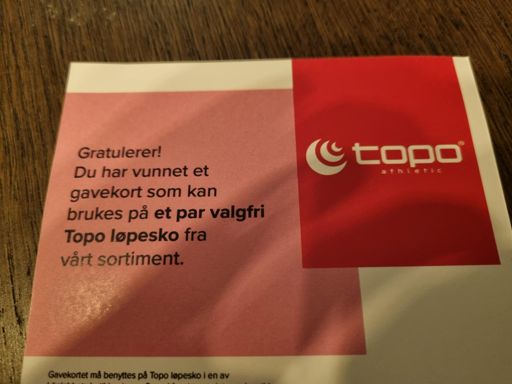 topo®
athletic
Gratulerer!
Du har vunnet et
gavekort som kan
brukes på et par valgfri
Topo løpesko fra
vårt sortiment.
Gavekortet må benyttes på Topo løpesko i en av